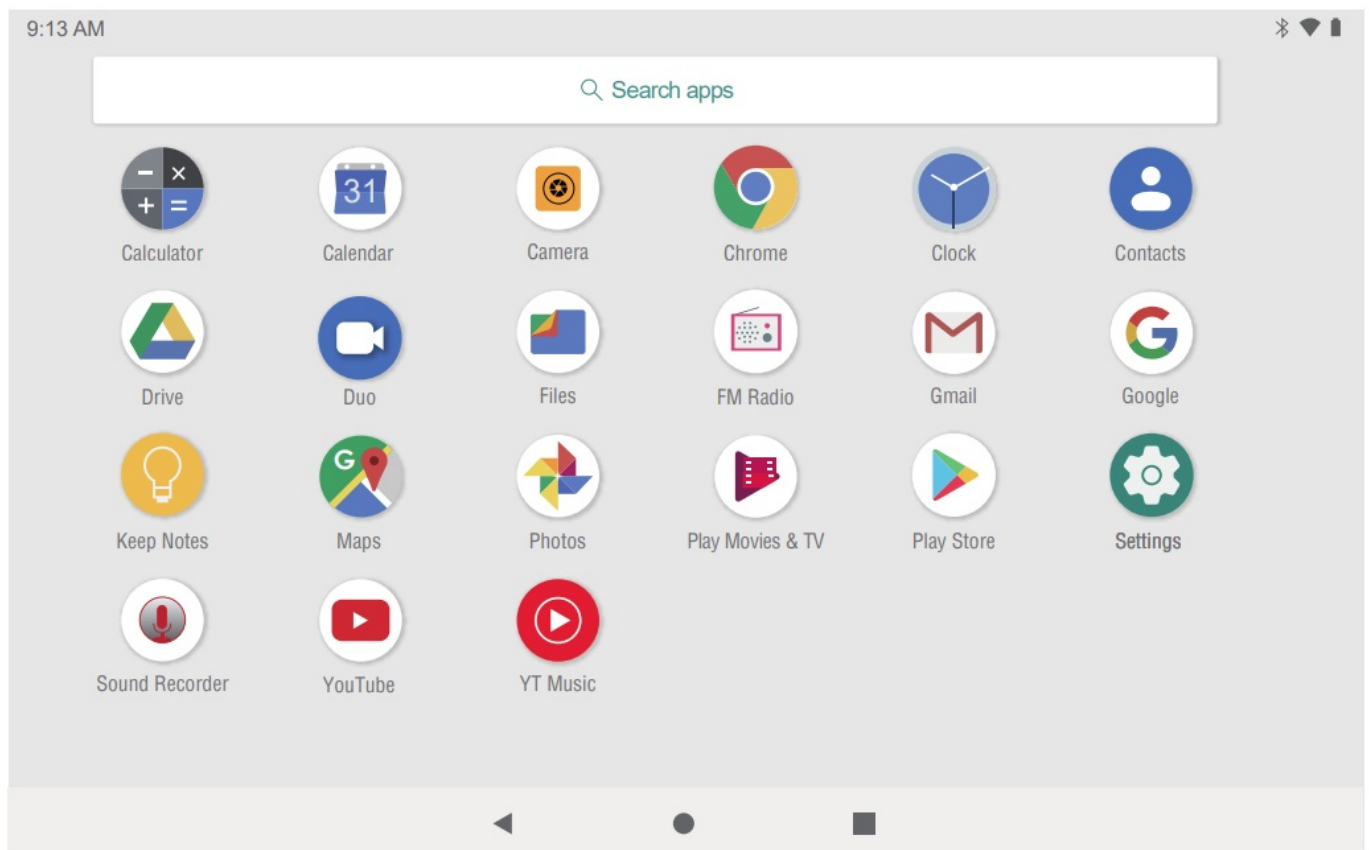 9:13 AM
Search apps
31
Calculator Calendar Camera Chrome Clock Contacts
Drive Duo Files FM Radio Gmail Google
G
Keep Notes Maps Photos Play Movies & TV Play Store Settings
Sound Recorder YouTube YT Music